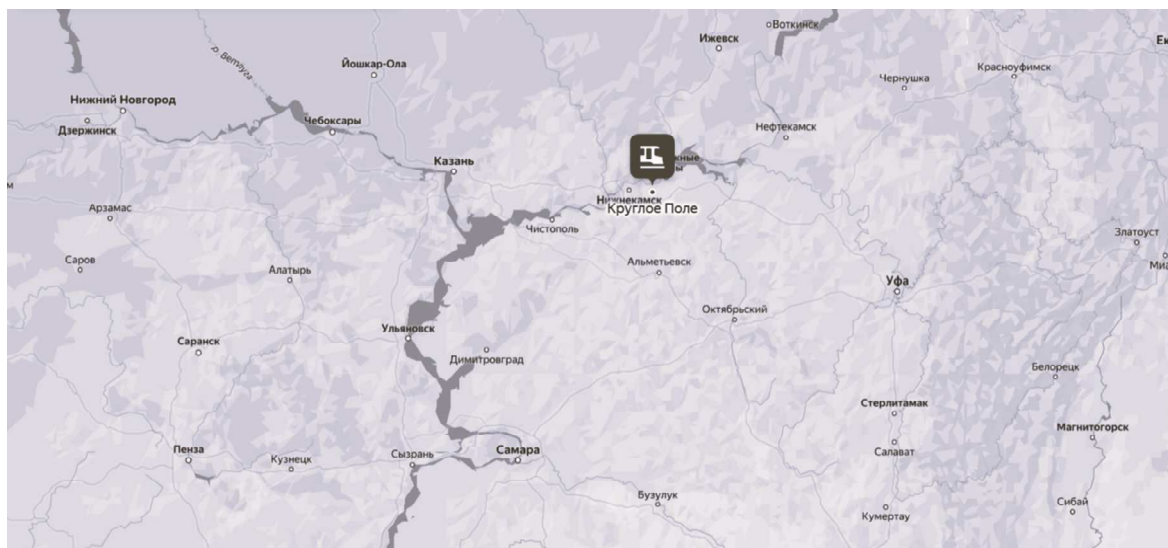 Воткинск
Ижевск
Ек
Ветлуга
Йошкар-Ола
Красноуфимск
Чернушка
Нижний Новгород
Дзержинск
Чебоксары
Нефтекамск
Казань
жные
ы
м
Нижнекамск
Круглое Поле
Арзамас
Чистополь
Златоуст
Саров
Алатырь
Альметьевск
Миа
Уфа
Октябрьский
Ульяновск
Саранск
Димитровград
Белорецк
Стерлитамак
Магнитогорск
Пенза
Кузнецк
Сызрань
Самара
Салават
Бузулук
Сибай
Кумертау